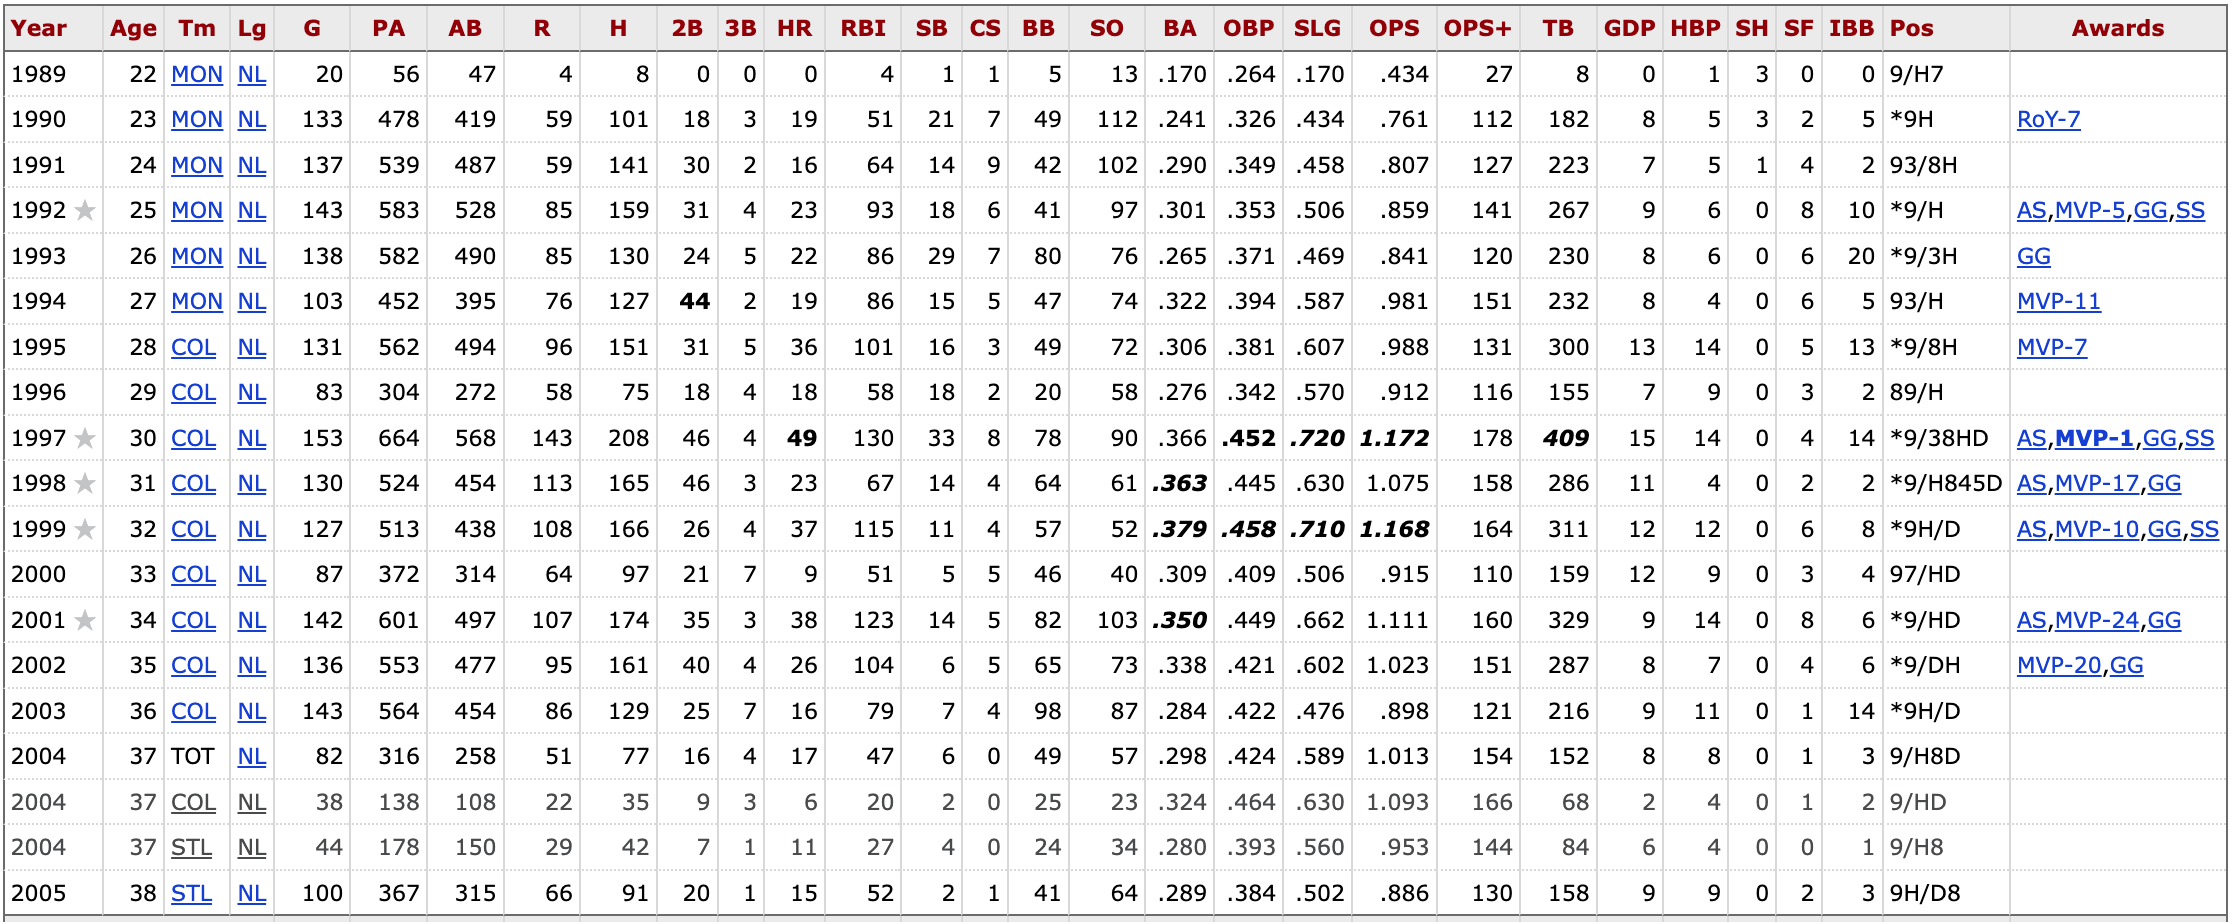 Year Age Tm Lg G PA AB R H 2B 3B HR RBI SB CS BB SO BA OBP SLG OPS OPS+ TB GDP HBP SH SF IBB Pos Awards
1989 22 MON NL 20 56 47 4 8 0 0 0 4 1 1 5 13 .170 .264 .170 .434 27 8 0 1 3 0 0 9/H7
1990 23 MON NL 133 478 419 59 101 18 3 19 51 21 7 49 112 .241 .326 .434 .761 112 182 8 5 3 2 5 *9H RoY-7
1991 24 MON NL 137 539 487 59 141 30 2 16 64 14 9 42 102 .290 .349 .458 .807 127 223 7 5 1 4 2 93/8H
1992 ★ 25 MON NL 143 583 528 85 159 31 4 23 93 18 6 41 97 .301 .353 .506 .859 141 267 9 6 0 8 10 *9/H AS,MVP-5,GG,SS
1993 26 MON NL 138 582 490 85 130 24 5 22 86 29 7 80 76 .265 .371 .469 .841 120 230 8 6 0 6 20 *9/3H GG
1994 27 MON NL 103 452 395 76 127 44 2 19 86 15 5 47 74 .322 .394 .587 .981 151 232 8 4 0 6 5 93/H MVP-11
1995 28 COL NL 131 562 494 96 151 31 5 36 101 16 3 49 72 .306 .381 .607 .988 131 300 13 14 0 5 13 *9/8H MVP-7
1996 29 COL NL 83 304 272 58 75 18 4 18 58 18 2 20 58 .276 .342 .570 .912 116 155 7 9 0 3 2 89/H
1997 ★ 30 COL NL 153 664 568 143 208 46 4 49 130 33 8 78 90 .366 .452 .720 1.172 178 409 15 14 0 4 14 *9/38HD AS,MVP-1,GG,SS
1998 ★ 31 COL NL 130 524 454 113 165 46 3 23 67 14 4 64 61 .363 .445 .630 1.075 158 286 11 4 0 2 2 *9/H845D AS,MVP-17,GG
1999 ★ 32 COL NL 127 513 438 108 166 26 4 37 115 11 4 57 52 .379 .458 .710 1.168 164 311 12 12 0 6 8 *9H/D AS,MVP-10,GG,SS
2000 33 COL NL 87 372 314 64 97 21 7 9 51 5 5 46 40 .309 .409 .506 .915 110 159 12 9 0 3 4 97/HD
2001 ★ 34 COL NL 142 601 497 107 174 35 3 38 123 14 5 82 103 .350 .449 .662 1.111 160 329 9 14 0 8 6 *9/HD AS,MVP-24,GG
2002 35 COL NL 136 553 477 95 161 40 4 26 104 6 5 65 73 .338 .421 .602 1.023 151 287 8 7 0 4 6 *9/DH MVP-20,GG
2003 36 COL NL 143 564 454 86 129 25 7 16 79 7 4 98 87 .284 .422 .476 .898 121 216 9 11 0 1 14 *9H/D
2004 37 TOT NL 82 316 258 51 77 16 4 17 47 6 0 49 57 .298 .424 .589 1.013 154 152 8 8 0 1 3 9/H8D
2004 37 COL NL 38 138 108 22 35 9 3 6 20 2 0 25 23 .324 .464 .630 1.093 166 68 2 4 0 1 2 9/HD
2004 37 STL NL 44 178 150 29 42 7 1 11 27 4 0 24 34 .280 .393 .560 .953 144 84 6 4 0 0 1 9/H8
2005 38 STL NL 100 367 315 66 91 20 1 15 52 2 1 41 64 .289 .384 .502 .886 130 158 9 9 0 2 3 9H/D8